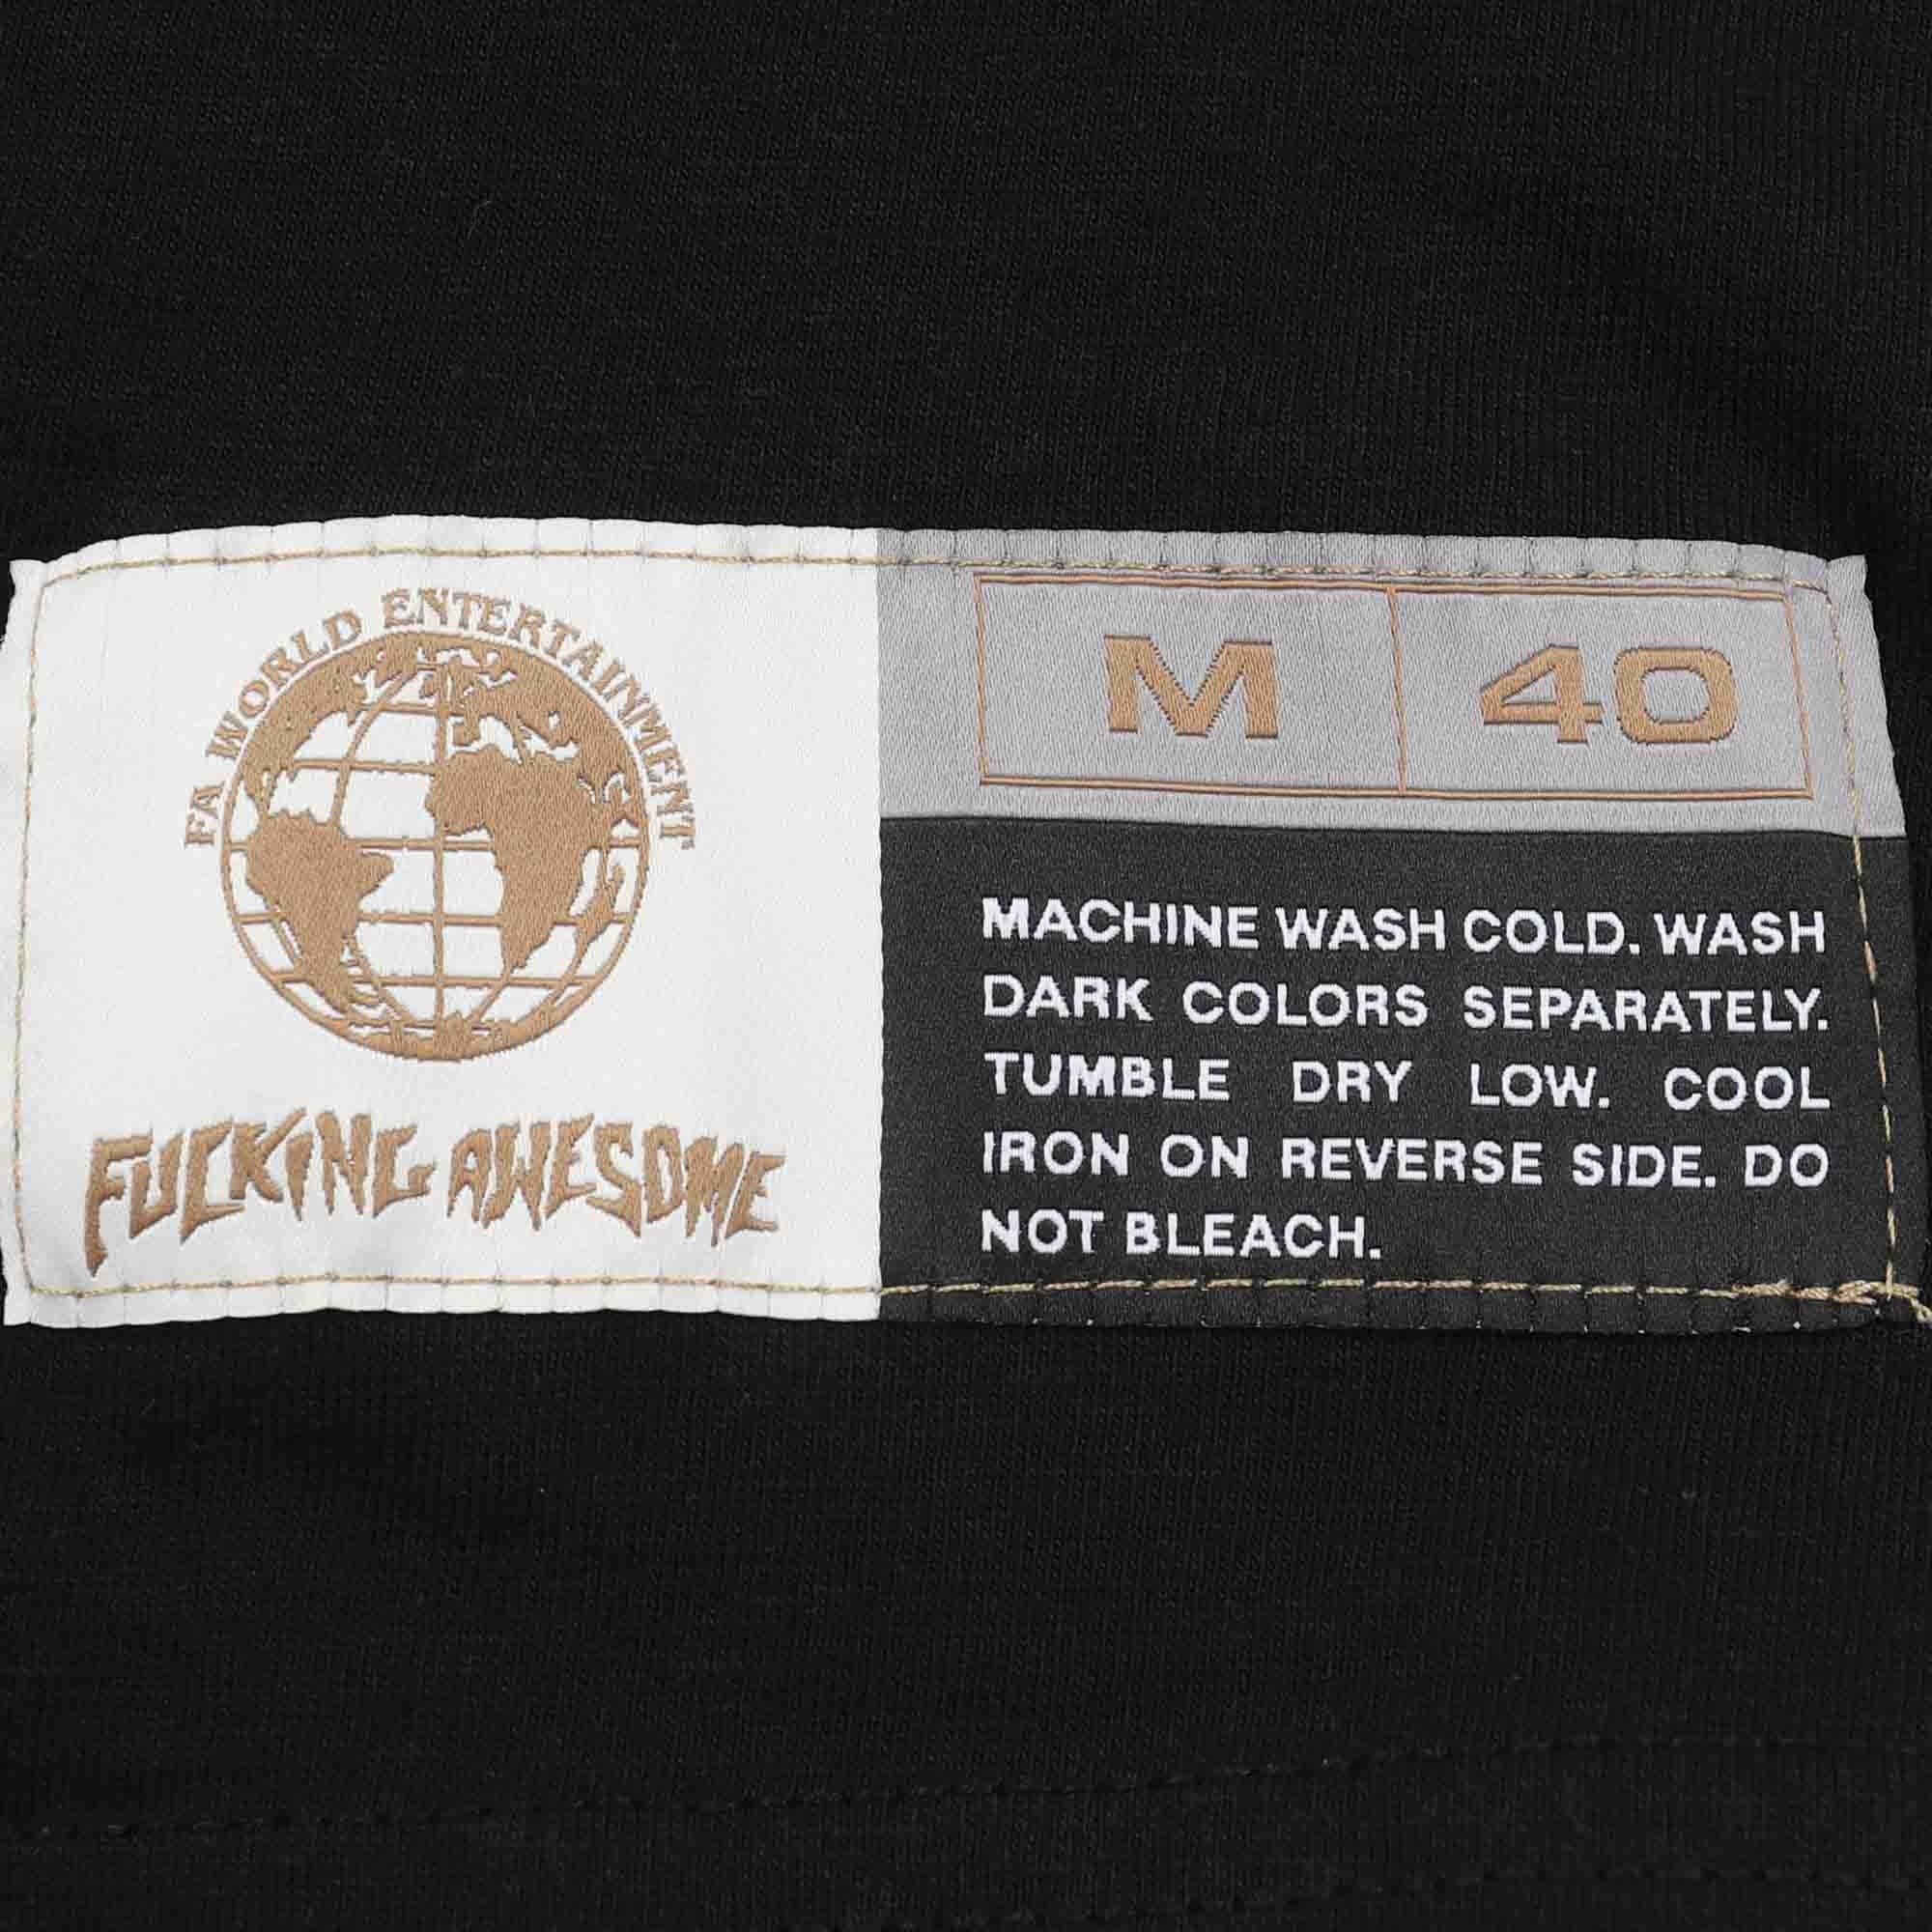 FA WORLD ENTERTAINMENT
FUCKING AWESOME
M 40
MACHINE WASH COLD. WASH
DARK COLORS SEPARATELY.
TUMBLE DRY LOW. COOL
IRON ON REVERSE SIDE. DO
NOT BLEACH.